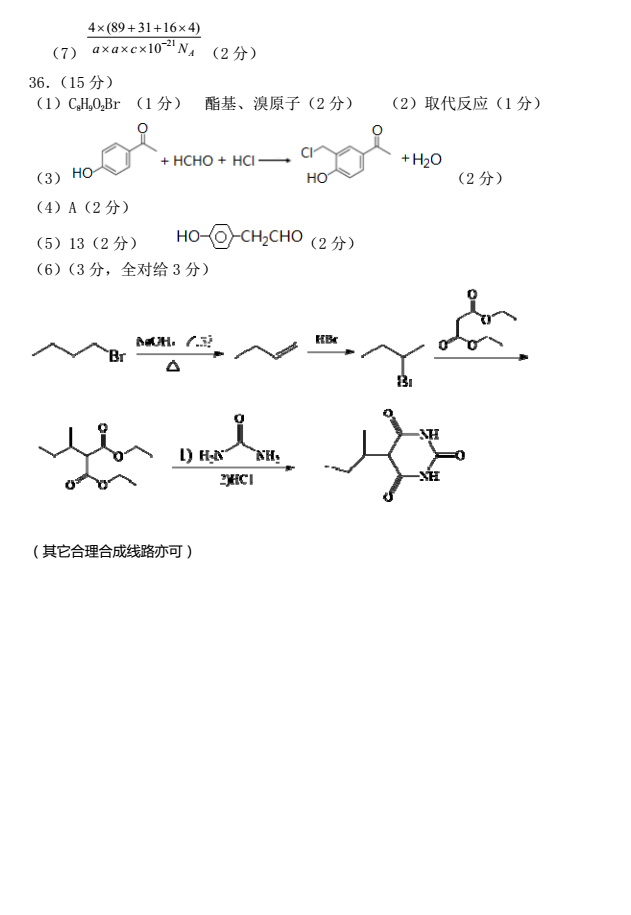 (7) 4×(89+31+16×4) / a×a×c×10⁻²¹ N_A (2 分)
36.（15 分）
（1）C₈H₉O₂Br （1 分） 酯基、溴原子（2 分） （2）取代反应（1 分）
（3） HO O + HCHO + HCl Cl HO O + H₂O （2 分）
（4）A（2 分）
（5）13（2 分） HO CH₂CHO（2 分）
（6）（3 分，全对给 3 分）
Br △ HBr Br O O O O
O O O O 1) H₂N O NH₂ 2)HCl O NH O NH O
（其它合理合成线路亦可）